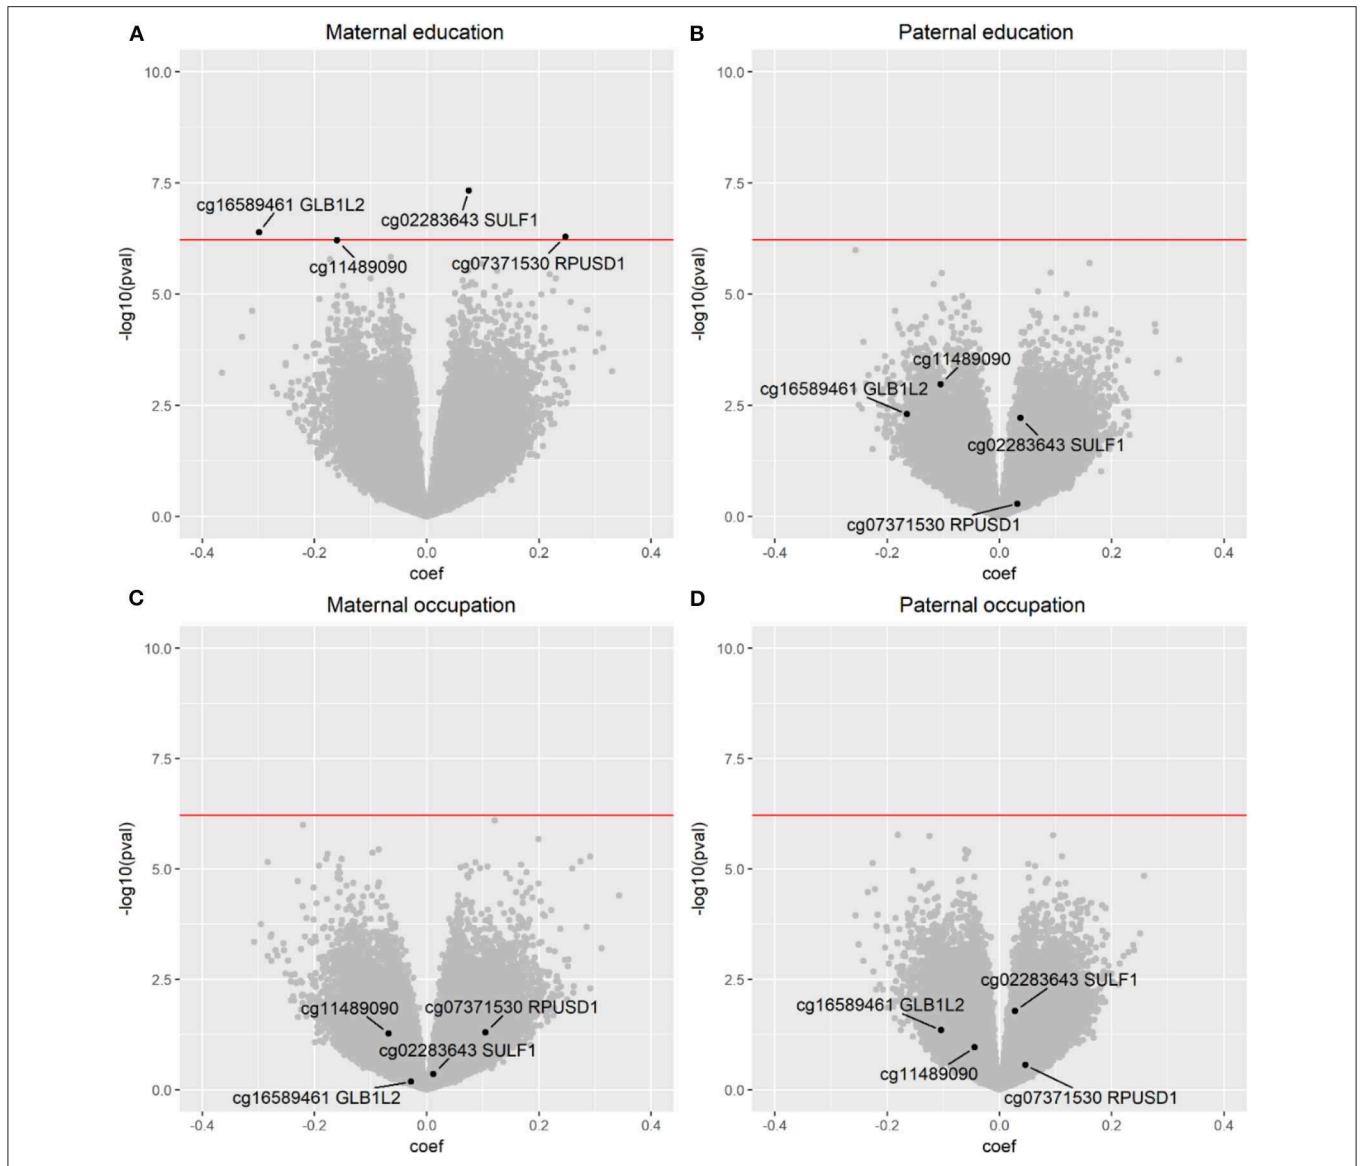 A
Maternal education
10.0
7.5
5.0
2.5
0.0
-log10(pval)
cg16589461 GLB1L2
cg02283643 SULF1
cg11489090
cg07371530 RPUSD1
-0.4
-0.2
0.0
0.2
0.4
coef
B
Paternal education
10.0
7.5
5.0
2.5
0.0
-log10(pval)
cg11489090
cg16589461 GLB1L2
cg02283643 SULF1
cg07371530 RPUSD1
-0.4
-0.2
0.0
0.2
0.4
coef
C
Maternal occupation
10.0
7.5
5.0
2.5
0.0
-log10(pval)
cg11489090
cg07371530 RPUSD1
cg02283643 SULF1
cg16589461 GLB1L2
-0.4
-0.2
0.0
0.2
0.4
coef
D
Paternal occupation
10.0
7.5
5.0
2.5
0.0
-log10(pval)
cg02283643 SULF1
cg16589461 GLB1L2
cg11489090
cg07371530 RPUSD1
-0.4
-0.2
0.0
0.2
0.4
coef